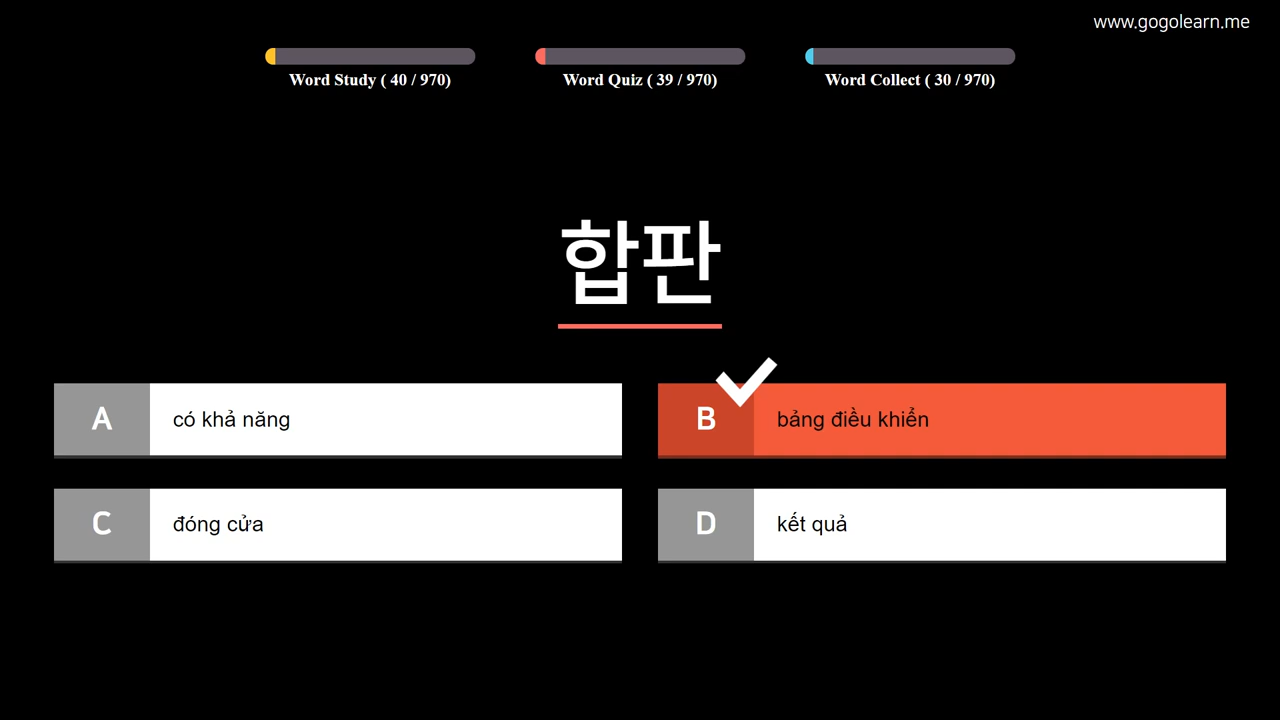 www.gogolearn.me
Word Study ( 40 / 970)
Word Quiz ( 39 / 970)
Word Collect ( 30 / 970)
합판
A có khả năng
B bảng điều khiển
C đóng cửa
D kết quả